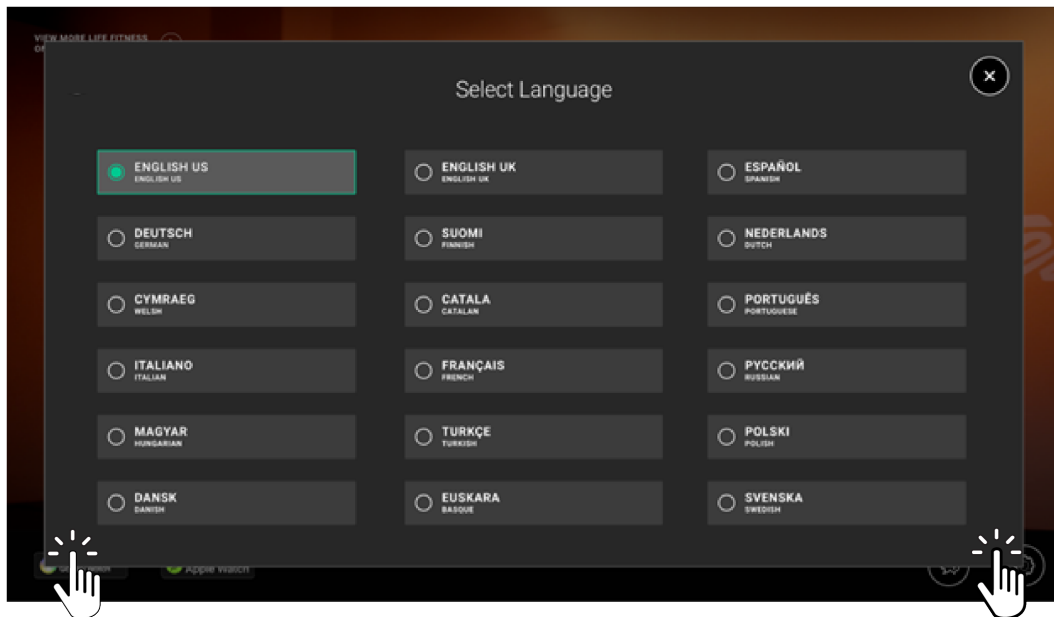 VIEW MORE LIFE FITNESS
Select Language
ENGLISH US
ENGLISH US
ENGLISH UK
ENGLISH UK
ESPAÑOL
SPANISH
DEUTSCH
GERMAN
SUOMI
FINNISH
NEDERLANDS
DUTCH
CYMRAEG
WELSH
CATALA
CATALAN
PORTUGUÊS
PORTUGUESE
ITALIANO
ITALIAN
FRANÇAIS
FRENCH
РУССКИЙ
RUSSIAN
MAGYAR
HUNGARIAN
TURKÇE
TURKISH
POLSKI
POLISH
DANSK
DANISH
EUSKARA
BASQUE
SVENSKA
SWEDISH
Apple Watch